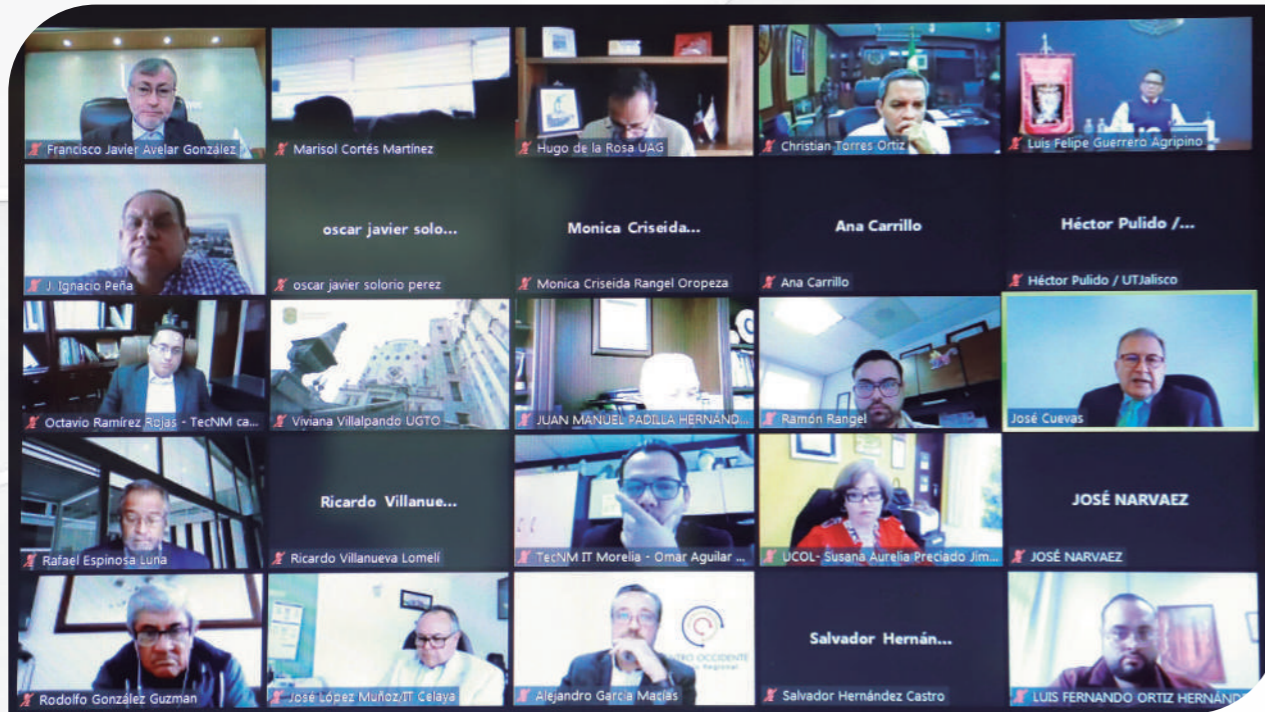 Francisco Javier Avelar González
Marisol Cortés Martínez
Hugo de la Rosa UAG
Christian Torres Ortiz
Luis Felipe Guerrero Agripino
J. Ignacio Peña
oscar javier solo...
oscar javier solorio perez
Monica Criseida...
Monica Criseida Rangel Oropeza
Ana Carrillo
Ana Carrillo
Héctor Pulido /...
Héctor Pulido / UTJalisco
Octavio Ramírez Rojas - TecNM ca...
Viviana Villalpando UGTO
JUAN MANUEL PADILLA HERNÁND...
Ramón Rangel
José Cuevas
Rafael Espinosa Luna
Ricardo Villanue...
Ricardo Villanueva Lomelí
TecNM IT Morelia - Omar Aguilar ...
UCOL- Susana Aurelia Preciado Jim...
JOSÉ NARVAEZ
JOSÉ NARVAEZ
Rodolfo González Guzman
José López Muñoz/IT Celaya
NTRO OCCIDENTE
Regional
Alejandro García Macías
Salvador Hernán...
Salvador Hernández Castro
LUIS FERNANDO ORTIZ HERNÁND